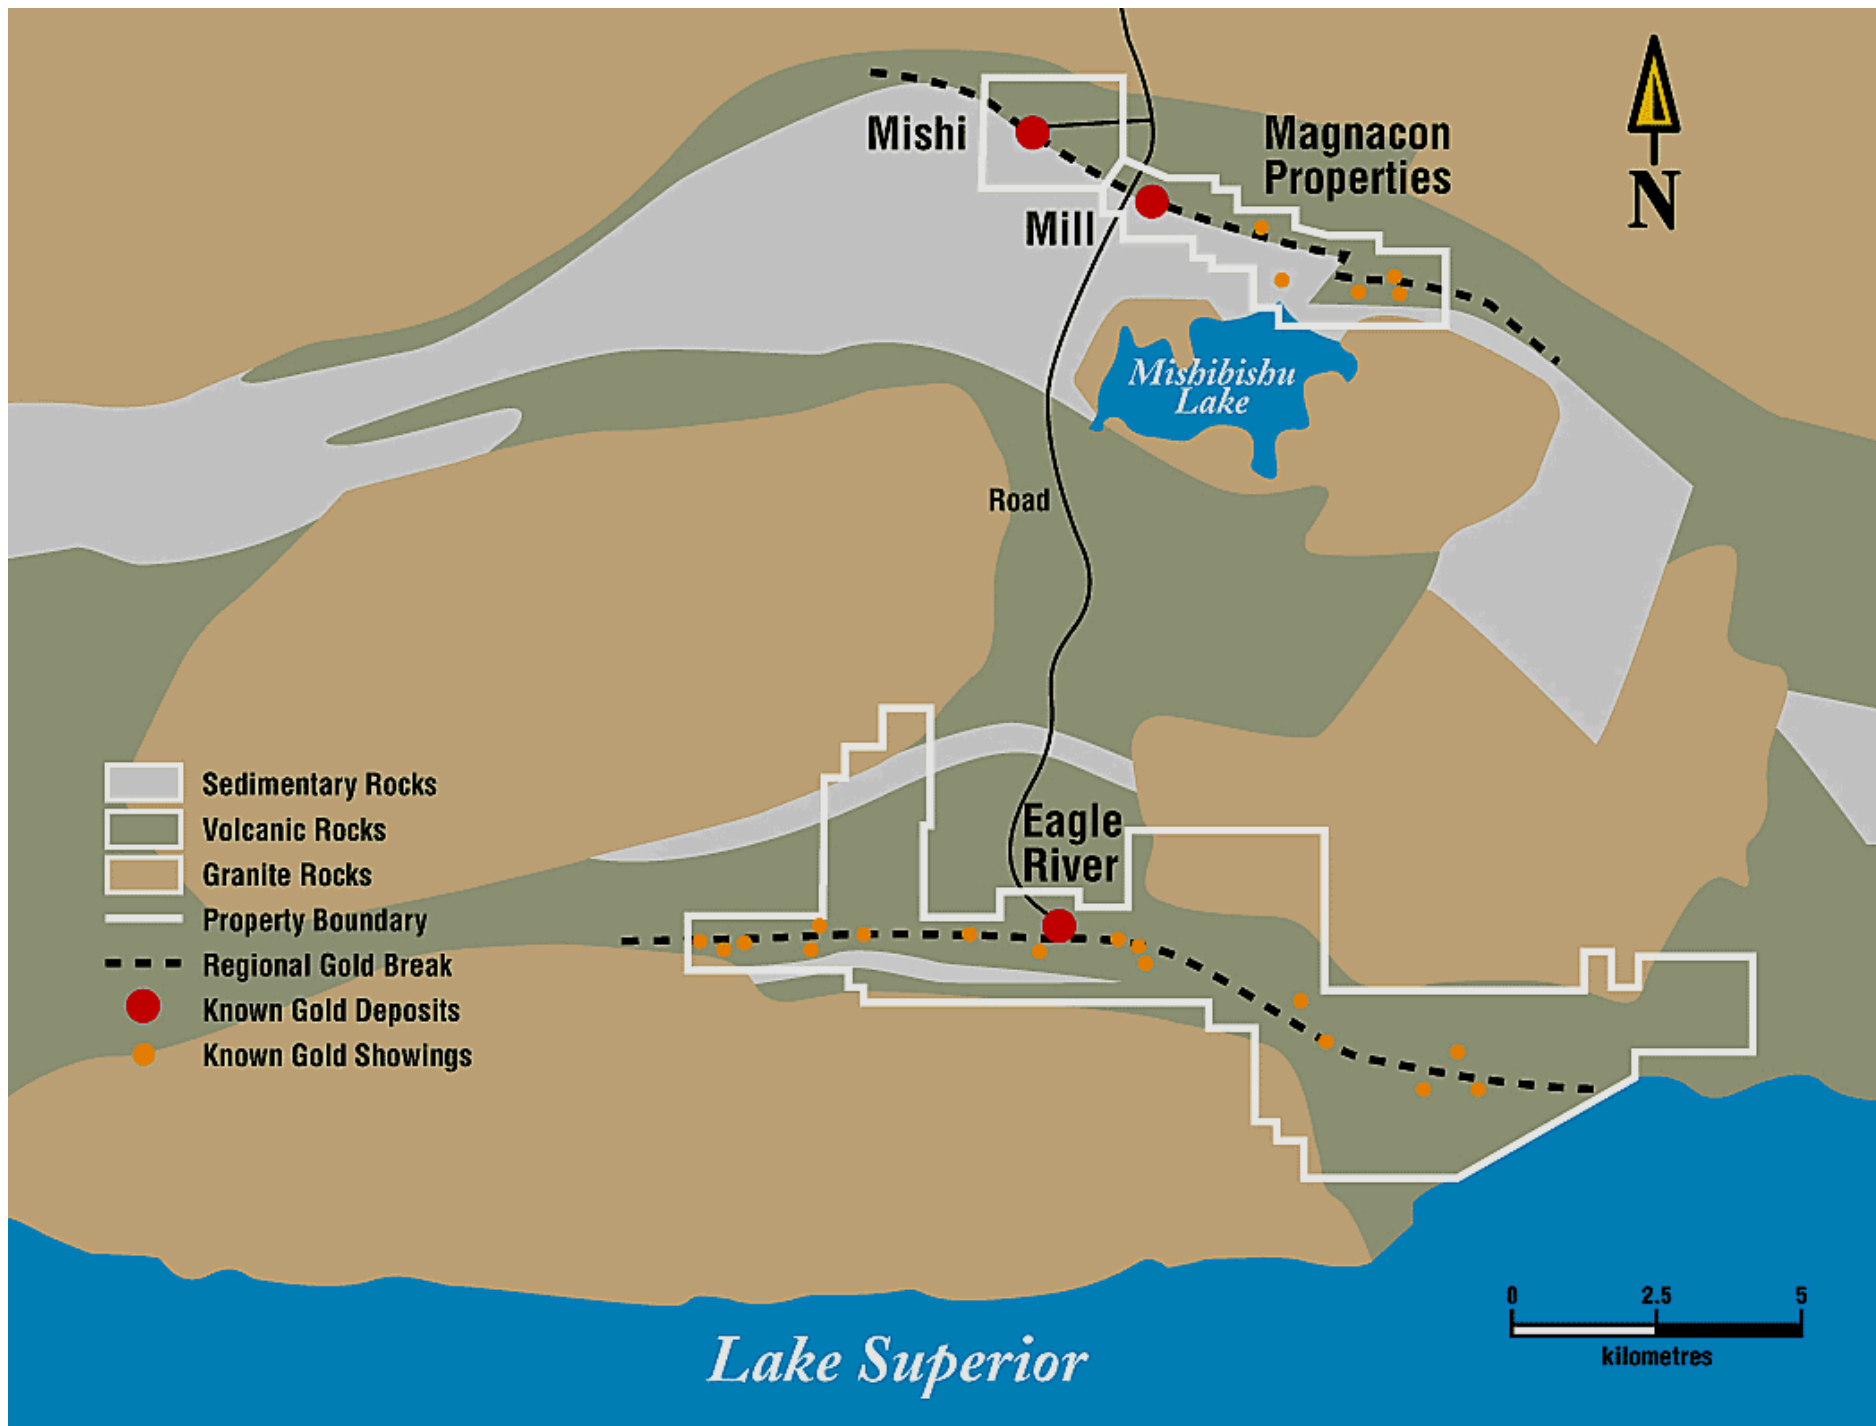 Mishi
Magnacon
Properties
N
Mill
Mishibishu
Lake
Road
Sedimentary Rocks
Volcanic Rocks
Granite Rocks
Property Boundary
Regional Gold Break
Known Gold Deposits
Known Gold Showings
Eagle
River
0 2.5 5
kilometres
Lake Superior